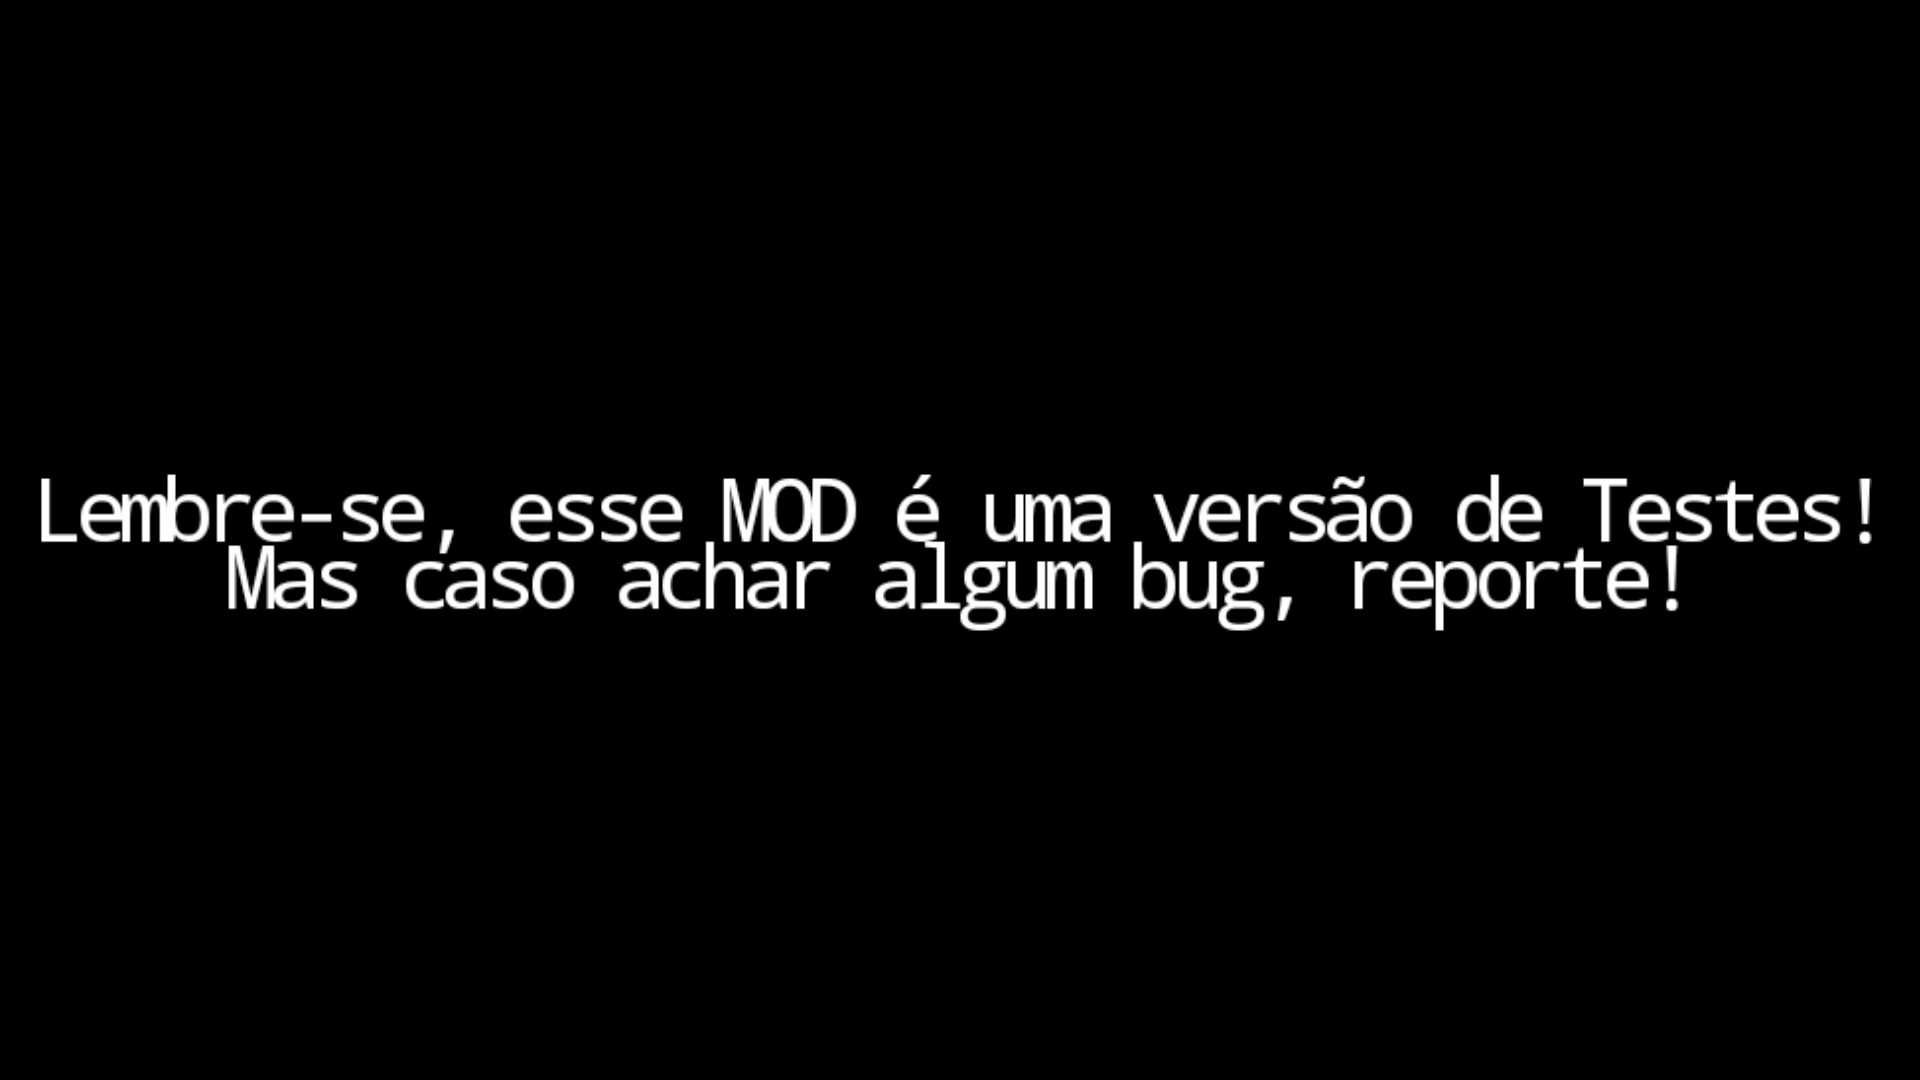 Lembre-se, esse MOD é uma versão de Testes!
Mas caso achar algum bug, reporte!